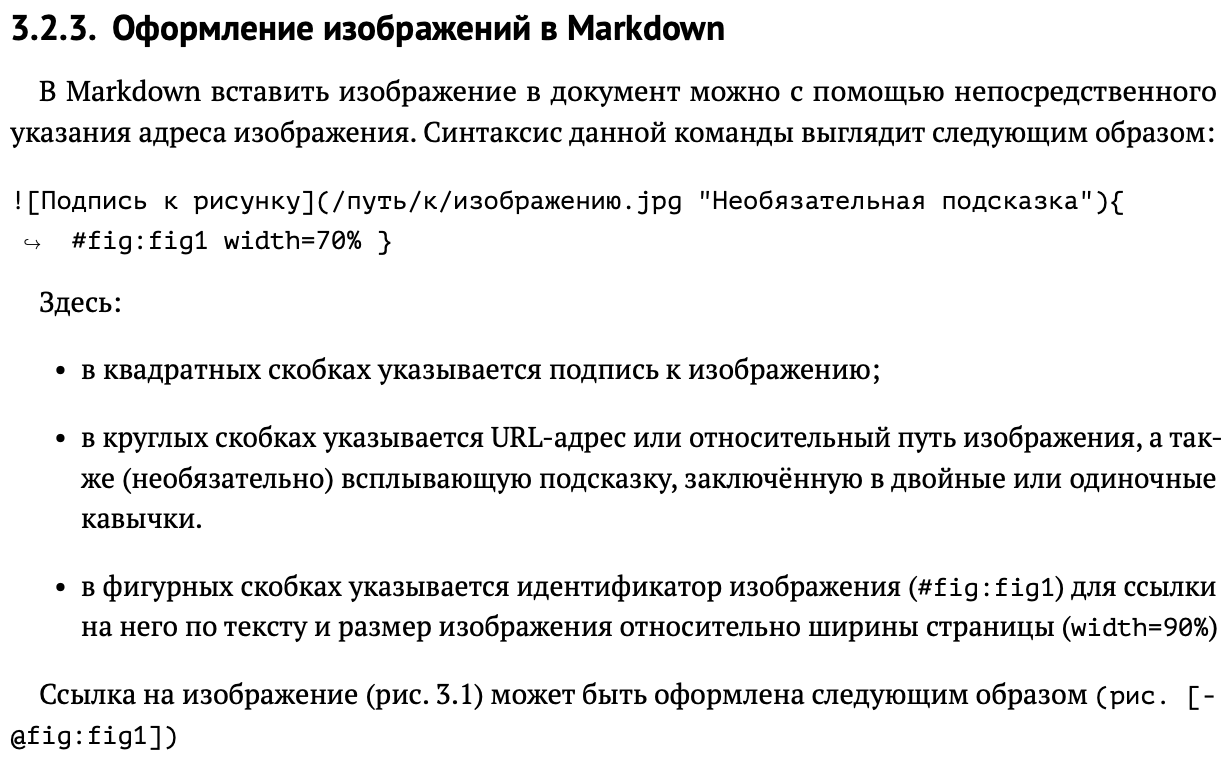 3.2.3. Оформление изображений в Markdown
В Markdown вставить изображение в документ можно с помощью непосредственного
указания адреса изображения. Синтаксис данной команды выглядит следующим образом:
![Подпись к рисунку](/путь/к/изображению.jpg "Необязательная подсказка"){
↪ #fig:fig1 width=70% }
Здесь:
• в квадратных скобках указывается подпись к изображению;
• в круглых скобках указывается URL-адрес или относительный путь изображения, а так-
же (необязательно) всплывающую подсказку, заключённую в двойные или одиночные
кавычки.
• в фигурных скобках указывается идентификатор изображения (#fig:fig1) для ссылки
на него по тексту и размер изображения относительно ширины страницы (width=90%)
Ссылка на изображение (рис. 3.1) может быть оформлена следующим образом (рис. [-
@fig:fig1])